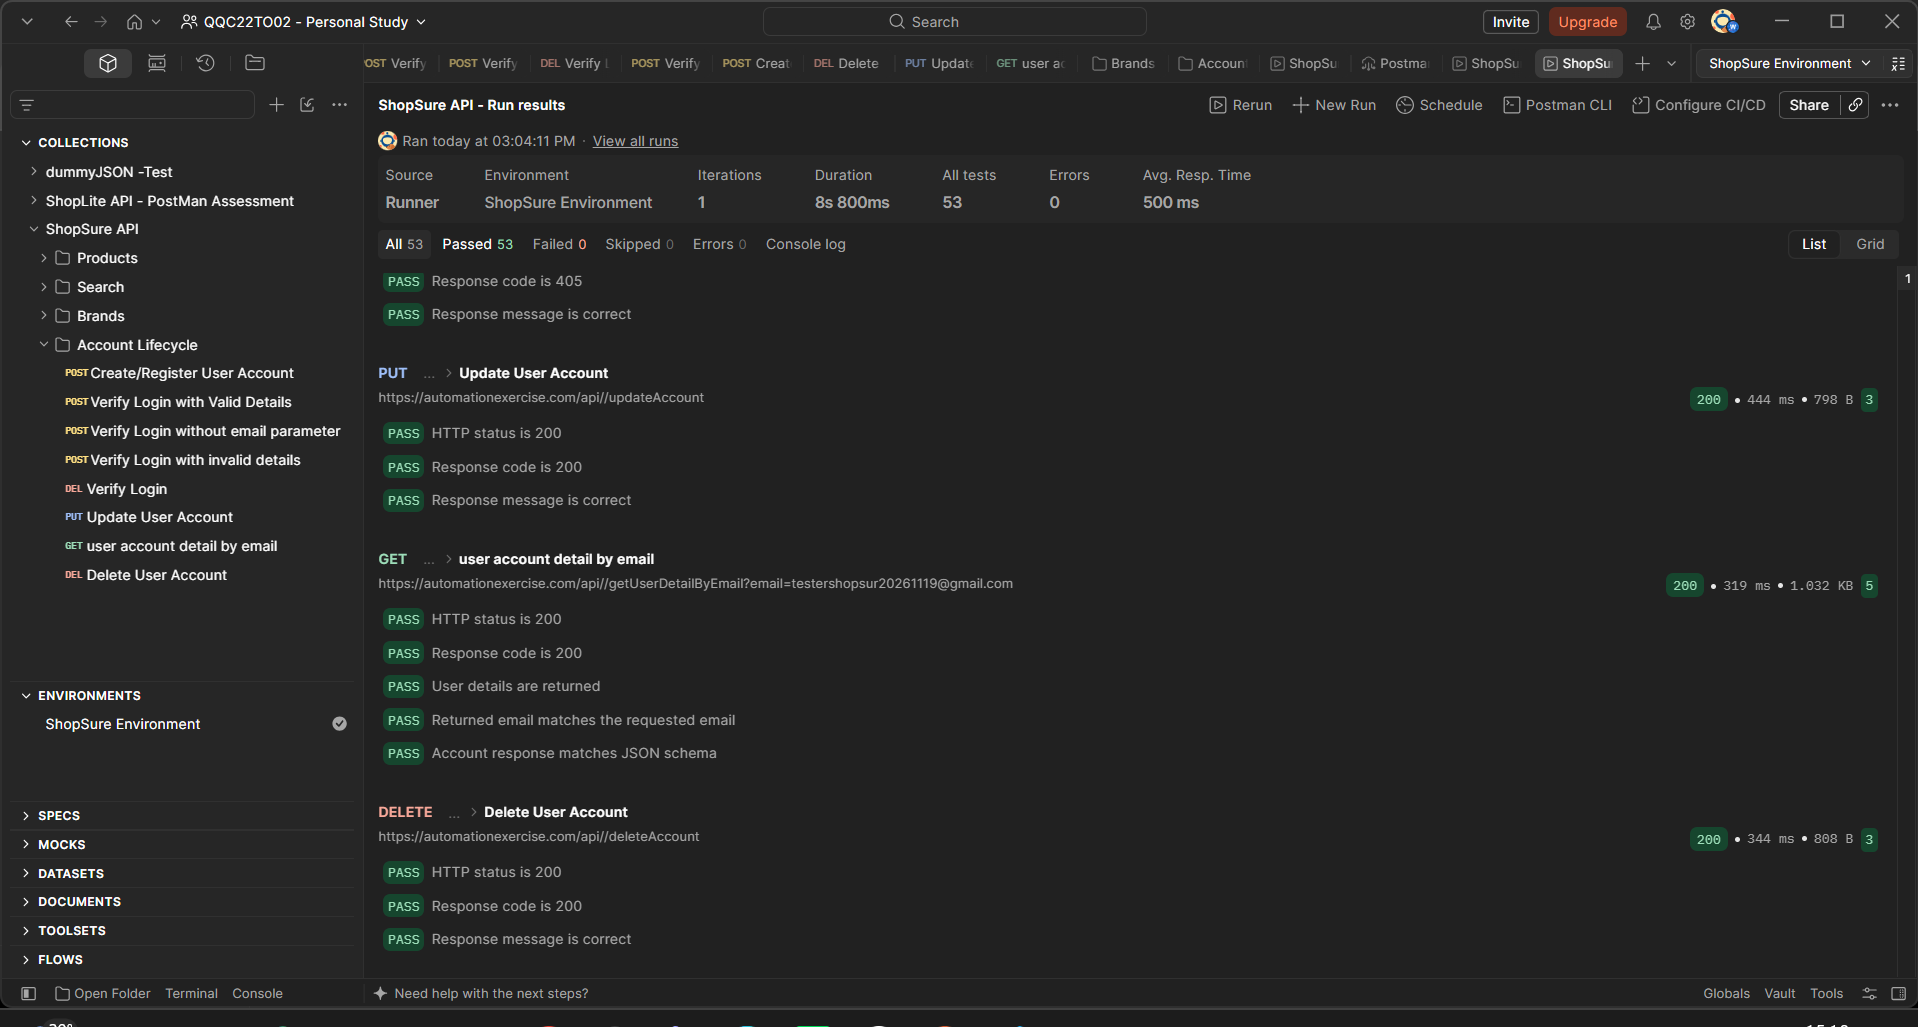 QQC22TO02 - Personal Study
Search
Invite
Upgrade
POST Verify
POST Verify
DEL Verify L
POST Verify
POST Creat
DEL Delete
PUT Update
GET user ac
Brands
Account
ShopSu
Postma
ShopSu
ShopSu
ShopSure Environment
ShopSure API - Run results
Rerun
New Run
Schedule
Postman CLI
Configure CI/CD
Share
COLLECTIONS
dummyJSON -Test
ShopLite API - PostMan Assessment
ShopSure API
Products
Search
Brands
Account Lifecycle
POST Create/Register User Account
POST Verify Login with Valid Details
POST Verify Login without email parameter
POST Verify Login with invalid details
DEL Verify Login
PUT Update User Account
GET user account detail by email
DEL Delete User Account
ENVIRONMENTS
ShopSure Environment
SPECS
MOCKS
DATASETS
DOCUMENTS
TOOLSETS
FLOWS
Ran today at 03:04:11 PM · View all runs
Source Environment Iterations Duration All tests Errors Avg. Resp. Time
Runner ShopSure Environment 1 8s 800ms 53 0 500 ms
All 53 Passed 53 Failed 0 Skipped 0 Errors 0 Console log
List Grid
1
PASS Response code is 405
PASS Response message is correct
PUT ... > Update User Account
https://automationexercise.com/api//updateAccount
200 • 444 ms • 798 B 3
PASS HTTP status is 200
PASS Response code is 200
PASS Response message is correct
GET ... > user account detail by email
https://automationexercise.com/api//getUserDetailByEmail?email=testershopsur20261119@gmail.com
200 • 319 ms • 1.032 KB 5
PASS HTTP status is 200
PASS Response code is 200
PASS User details are returned
PASS Returned email matches the requested email
PASS Account response matches JSON schema
DELETE ... > Delete User Account
https://automationexercise.com/api//deleteAccount
200 • 344 ms • 808 B 3
PASS HTTP status is 200
PASS Response code is 200
PASS Response message is correct
Open Folder Terminal Console
Need help with the next steps?
Globals Vault Tools